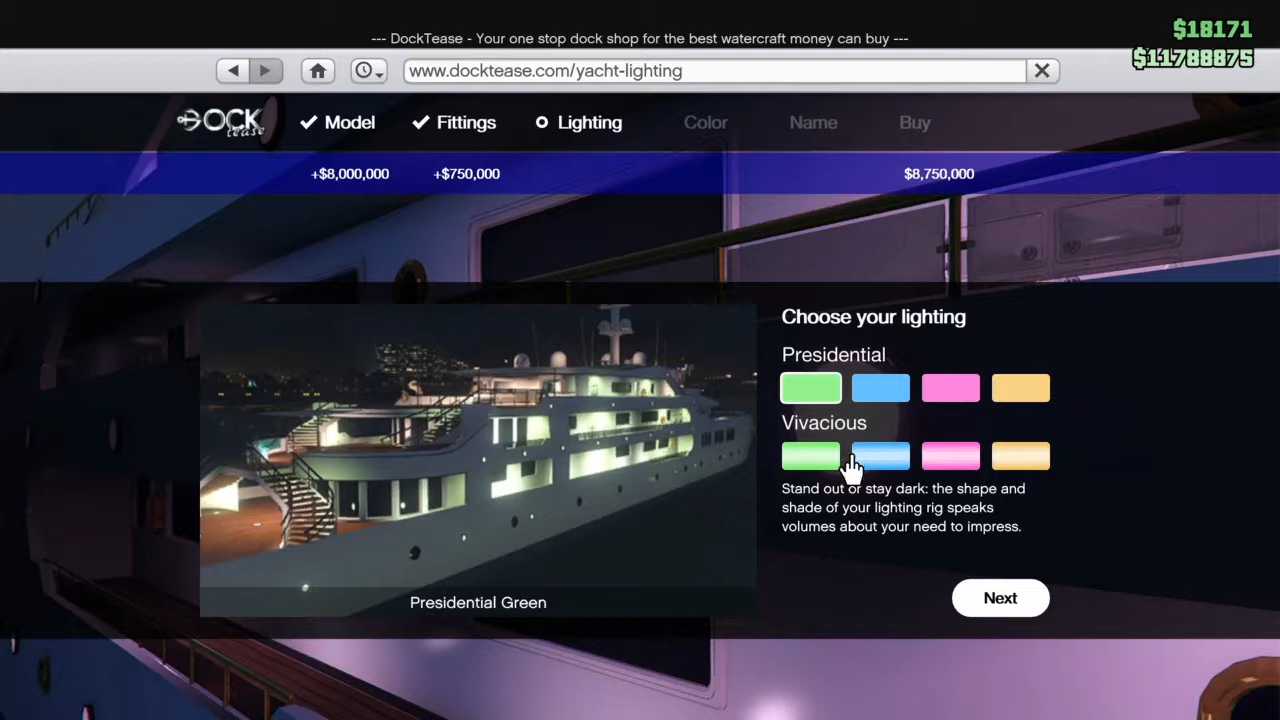 $18171
--- DockTease - Your one stop dock shop for the best watercraft money can buy ---
$11788875
www.docktease.com/yacht-lighting
DOCK tease
Model
Fittings
Lighting
Color
Name
Buy
+$8,000,000
+$750,000
$8,750,000
Choose your lighting
Presidential
Vivacious
Stand out or stay dark: the shape and
shade of your lighting rig speaks
volumes about your need to impress.
Presidential Green
Next